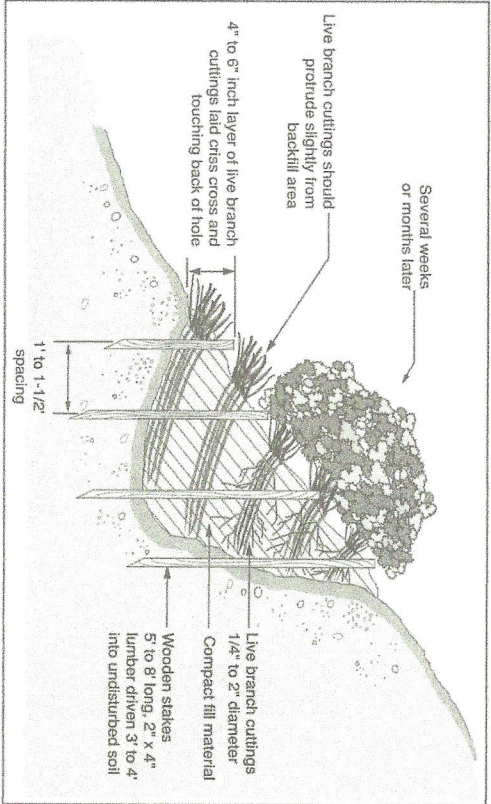 Several weeks
or months later
Live branch cuttings should
protrude slightly from
backfill area
4" to 6" inch layer of live branch
cuttings laid criss cross and
touching back of hole
1' to 1-1/2'
spacing
Live branch cuttings
1/4" to 2" diameter
Compact fill material
Wooden stakes
5' to 8' long, 2" x 4"
lumber driven 3' to 4'
into undisturbed soil